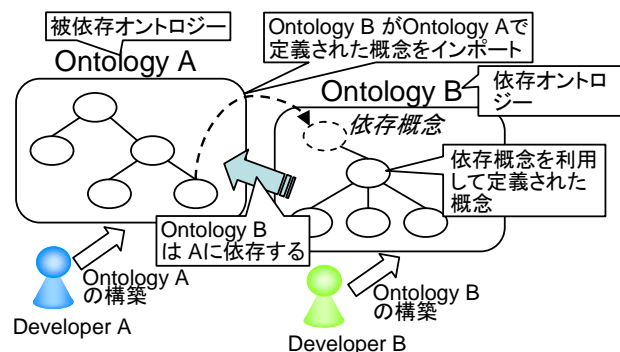 被依存オントロジー
Ontology B がOntology Aで
定義された概念をインポート
Ontology A
Ontology B
依存オントロ
ジー
依存概念
依存概念を利用
して定義された
概念
Ontology B
は Aに依存する
Ontology A
の構築
Developer A
Ontology B
の構築
Developer B